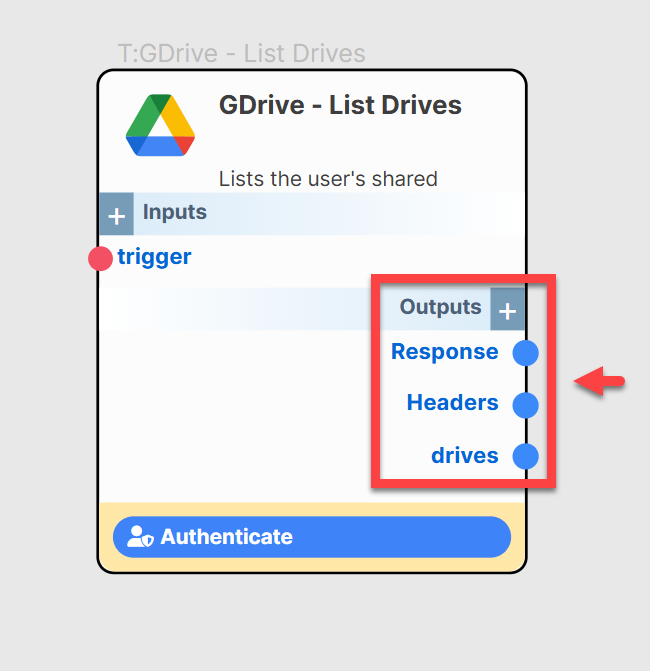 T:GDrive - List Drives
GDrive - List Drives
Lists the user's shared
+ Inputs
trigger
Outputs +
Response
Headers
drives
Authenticate